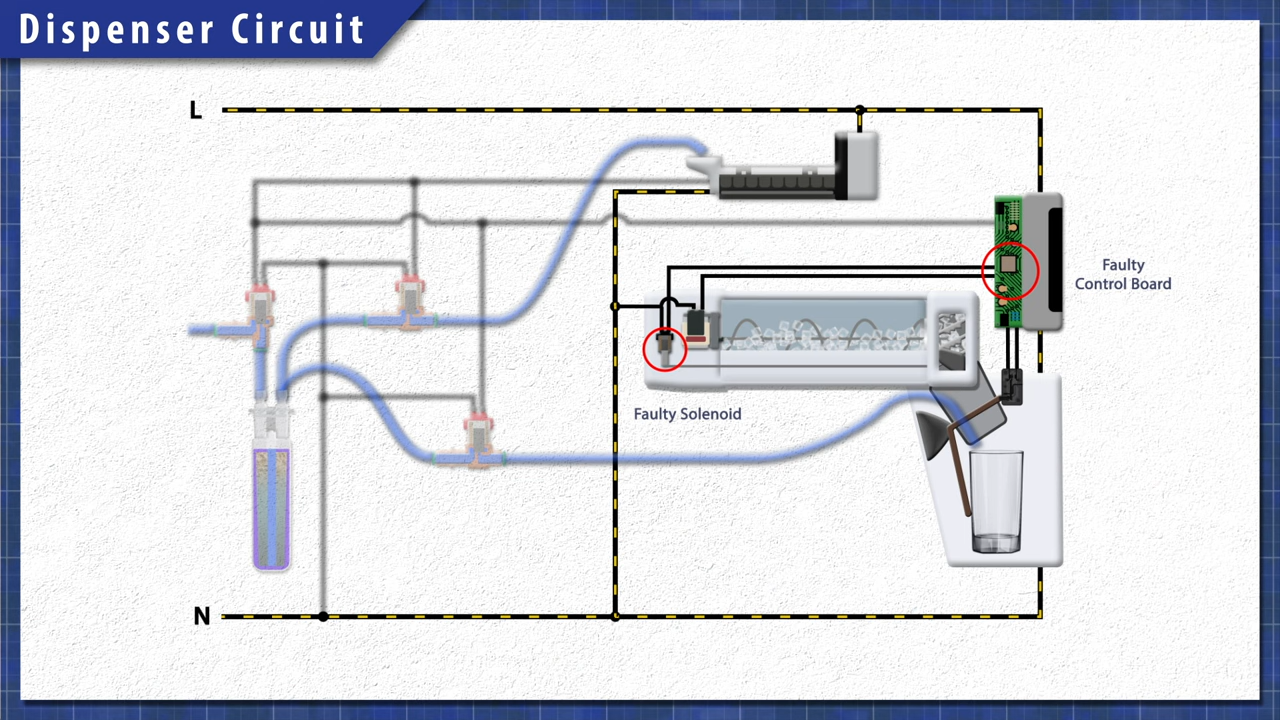 Dispenser Circuit
L
Faulty
Control Board
Faulty Solenoid
N